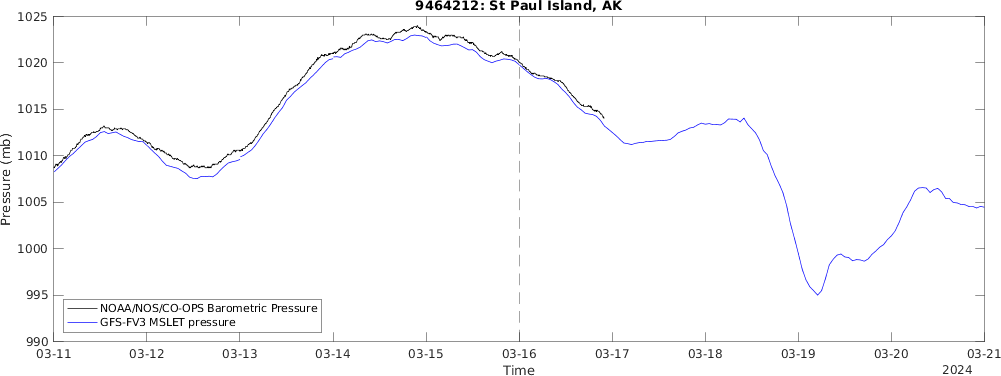 9464212: St Paul Island, AK
1025
1020
1015
1010
1005
1000
995
990
Pressure (mb)
NOAA/NOS/CO-OPS Barometric Pressure
GFS-FV3 MSLET pressure
03-11 03-12 03-13 03-14 03-15 03-16 03-17 03-18 03-19 03-20 03-21
Time
2024